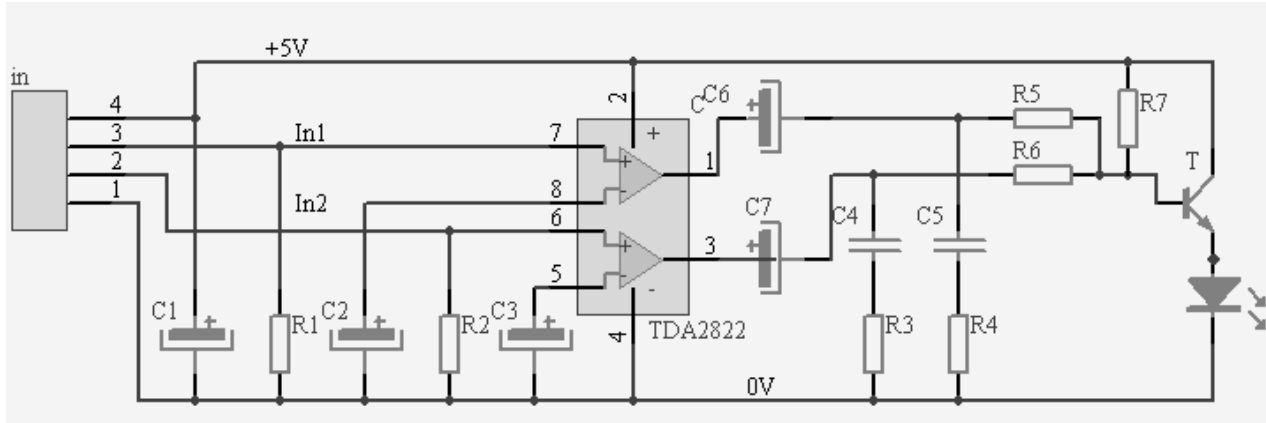 +5V
in
4
3
2
1
In1
In2
C1
R1
C2
R2
C3
7
8
6
5
2
4
+
+
-
+
-
-
1
3
TDA2822
C
C6
C7
C4
C5
R3
R4
R5
R6
R7
T
0V